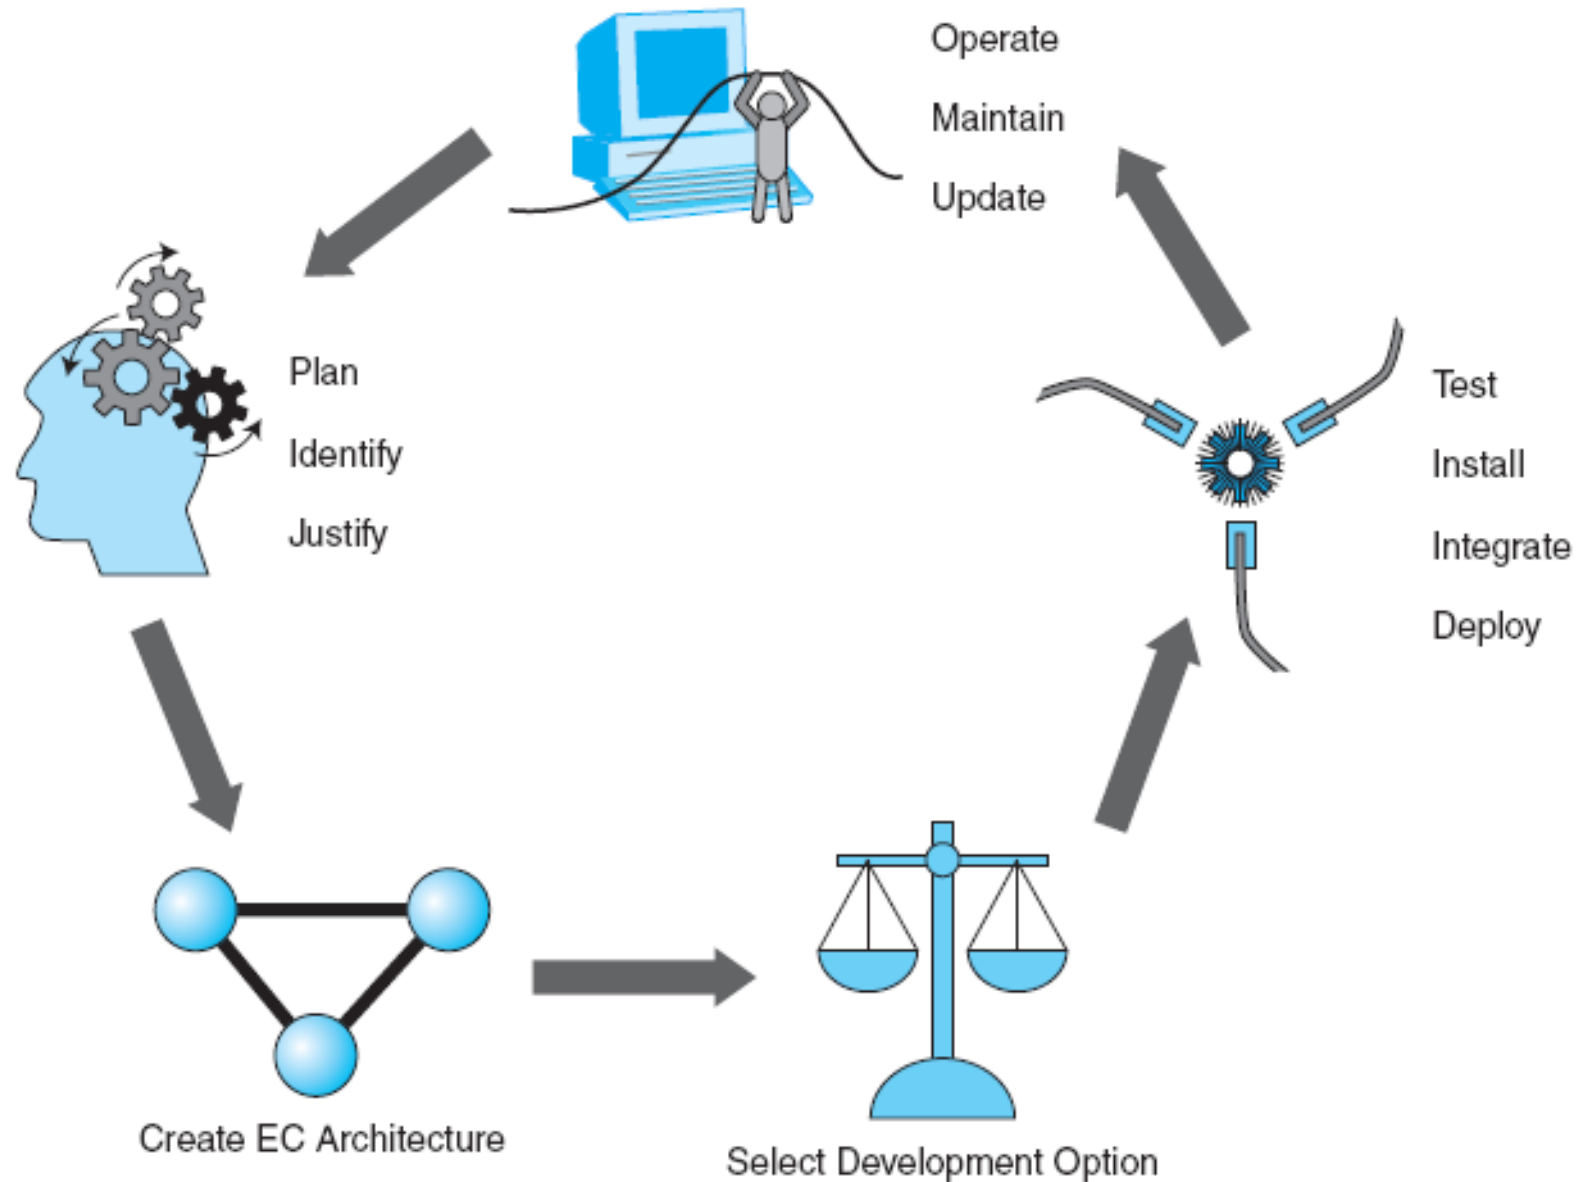 Operate
Maintain
Update
Plan
Identify
Justify
Test
Install
Integrate
Deploy
Create EC Architecture
Select Development Option